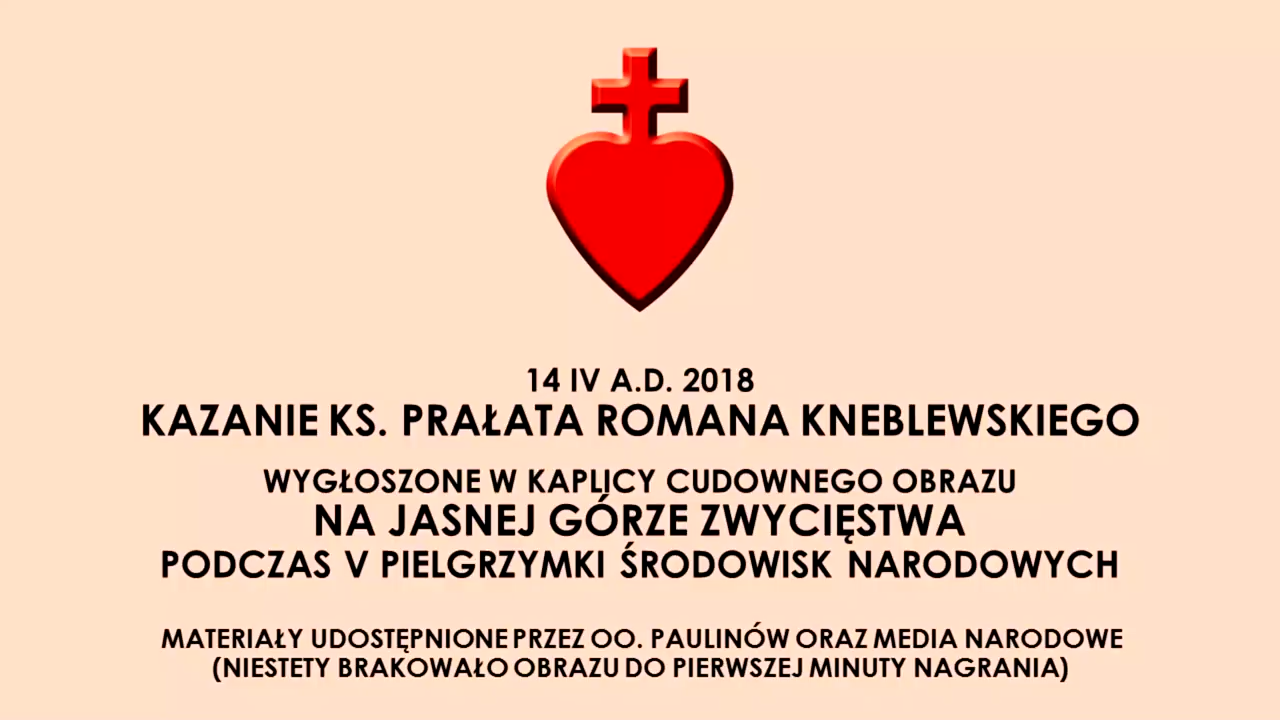 14 IV A.D. 2018
KAZANIE KS. PRAŁATA ROMANA KNEBLEWSKIEGO
WYGŁOSZONE W KAPLICY CUDOWNEGO OBRAZU
NA JASNEJ GÓRZE ZWYCIĘSTWA
PODCZAS V PIELGRZYMKI ŚRODOWISK NARODOWYCH
MATERIAŁY UDOSTĘPNIONE PRZEZ OO. PAULINÓW ORAZ MEDIA NARODOWE
(NIESTETY BRAKOWAŁO OBRAZU DO PIERWSZEJ MINUTY NAGRANIA)